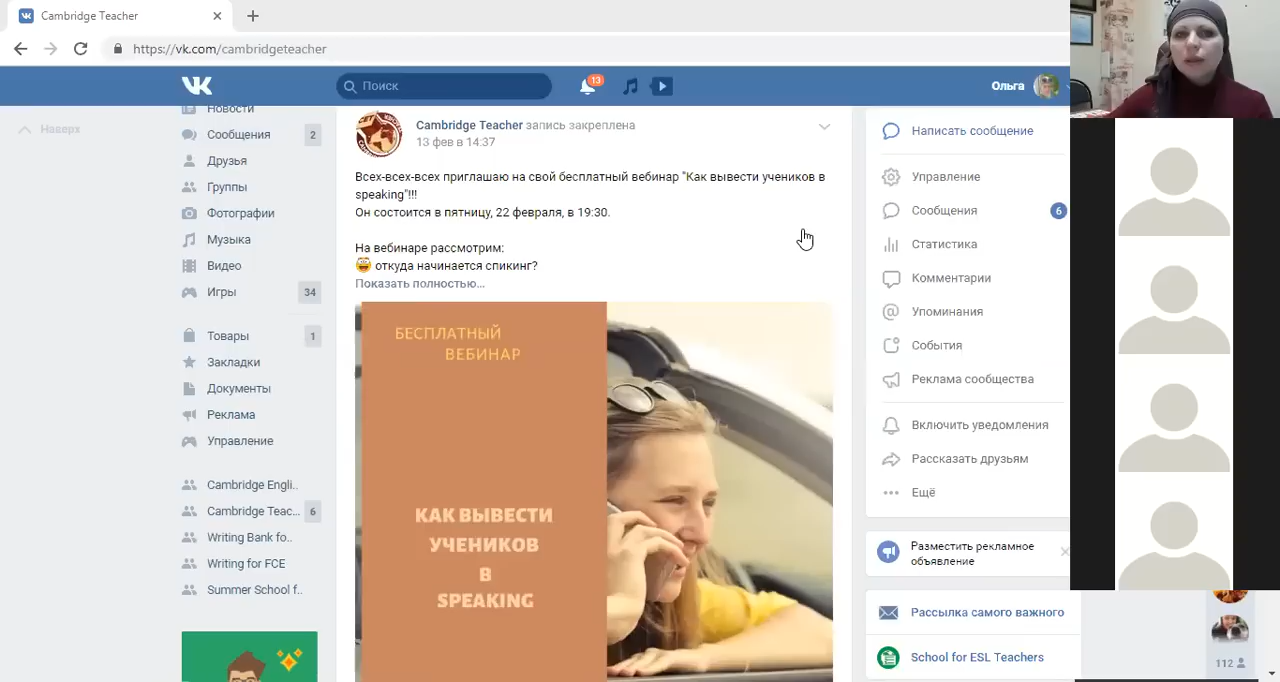 Cambridge Teacher
https://vk.com/cambridgeteacher
Поиск
13
Ольга
Наверх
Новости
Сообщения 2
Друзья
Группы
Фотографии
Музыка
Видео
Игры 34
Товары 1
Закладки
Документы
Реклама
Управление
Cambridge Engli..
Cambridge Teac... 6
Writing Bank fo..
Writing for FCE
Summer School f..
Cambridge Teacher запись закреплена
13 фев в 14:37
Всех-всех-всех приглашаю на свой бесплатный вебинар "Как вывести учеников в
speaking"!!!
Он состоится в пятницу, 22 февраля, в 19:30.
На вебинаре рассмотрим:
откуда начинается спикинг?
Показать полностью...
БЕСПЛАТНЫЙ
ВЕБИНАР
КАК ВЫВЕСТИ
УЧЕНИКОВ
В
SPEAKING
Написать сообщение
Управление
Сообщения 6
Статистика
Комментарии
Упоминания
События
Реклама сообщества
Включить уведомления
Рассказать друзьям
Ещё
Разместить рекламное
объявление
Рассылка самого важного
School for ESL Teachers
112